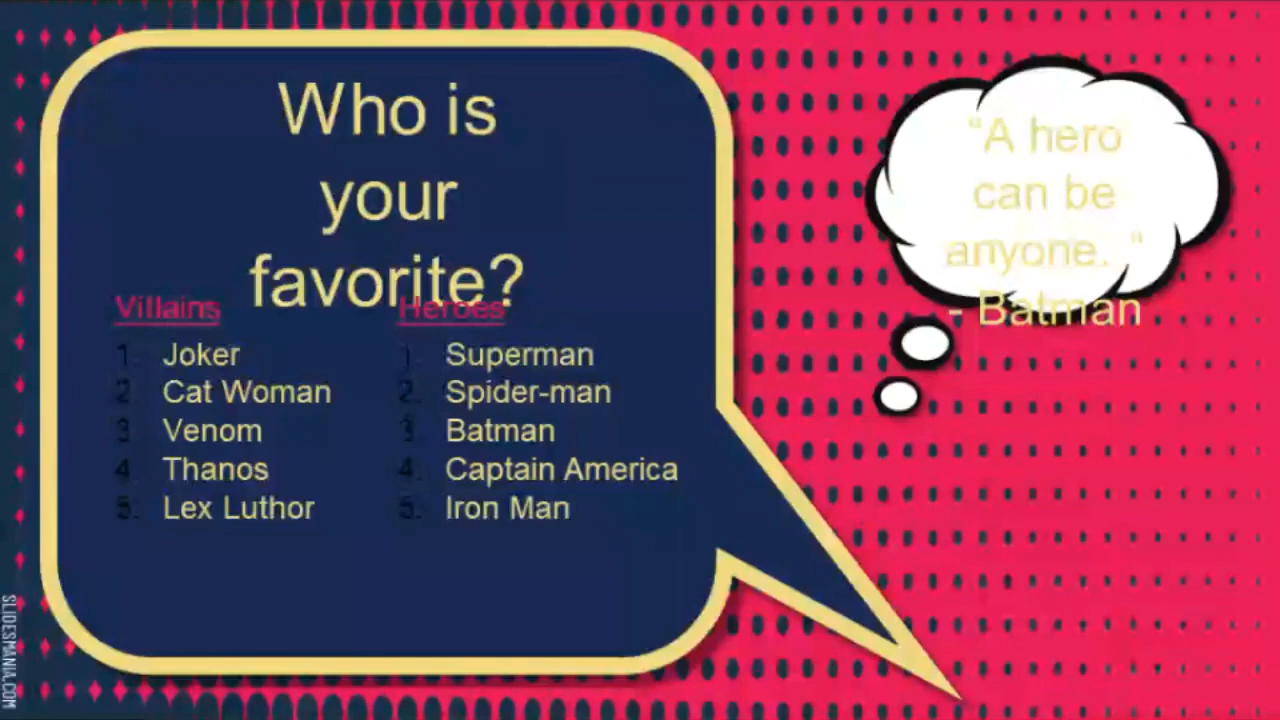 Who is
your
favorite?
Villains
1. Joker
2. Cat Woman
3. Venom
4. Thanos
5. Lex Luthor
Heroes
1. Superman
2. Spider-man
3. Batman
4. Captain America
5. Iron Man
“A hero
can be
anyone. “
- Batman
SLIDESMANIA.COM